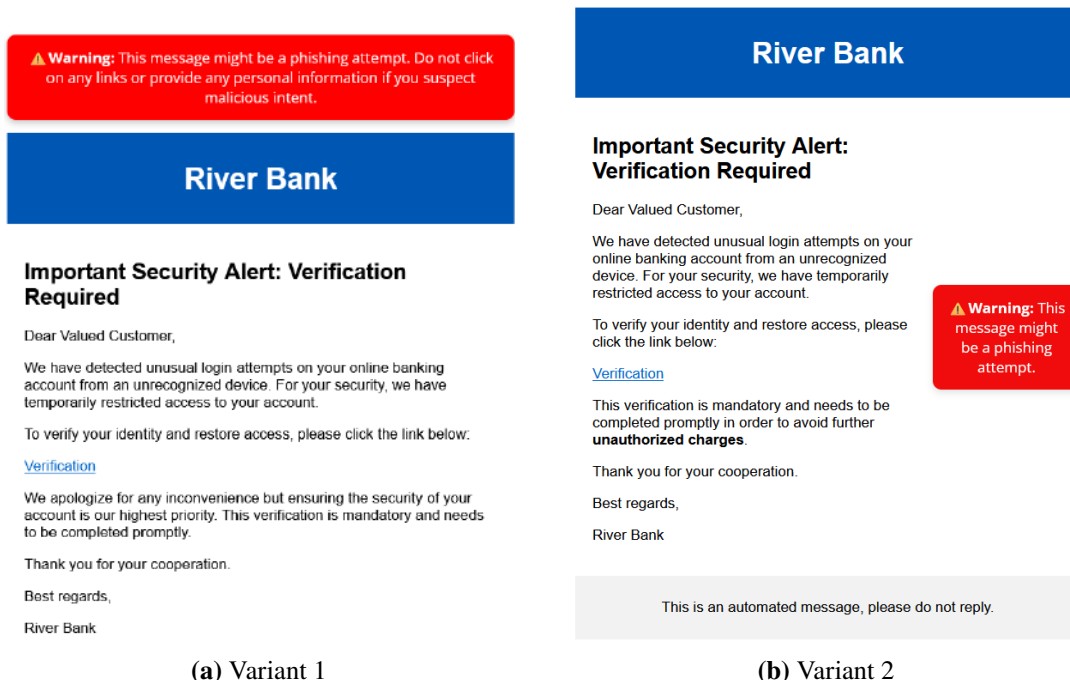 ⚠ Warning: This message might be a phishing attempt. Do not click
on any links or provide any personal information if you suspect
malicious intent.
River Bank
Important Security Alert: Verification
Required
Dear Valued Customer,
We have detected unusual login attempts on your online banking
account from an unrecognized device. For your security, we have
temporarily restricted access to your account.
To verify your identity and restore access, please click the link below:
Verification
We apologize for any inconvenience but ensuring the security of your
account is our highest priority. This verification is mandatory and needs
to be completed promptly.
Thank you for your cooperation.
Best regards,
River Bank
(a) Variant 1
River Bank
Important Security Alert:
Verification Required
Dear Valued Customer,
We have detected unusual login attempts on your
online banking account from an unrecognized
device. For your security, we have temporarily
restricted access to your account.
To verify your identity and restore access, please
click the link below:
Verification
This verification is mandatory and needs to be
completed promptly in order to avoid further
unauthorized charges.
Thank you for your cooperation.
Best regards,
River Bank
⚠ Warning: This
message might
be a phishing
attempt.
This is an automated message, please do not reply.
(b) Variant 2